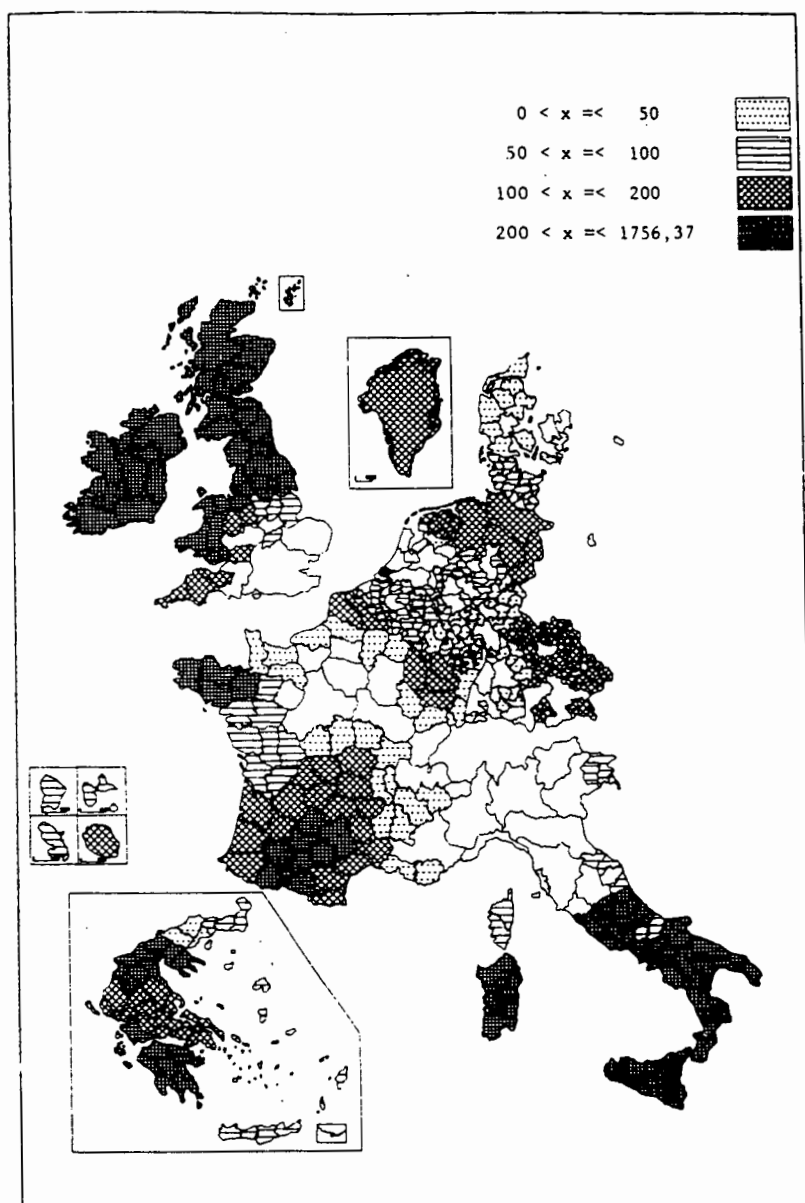 0 < x =< 50
50 < x =< 100
100 < x =< 200
200 < x =< 1756,37